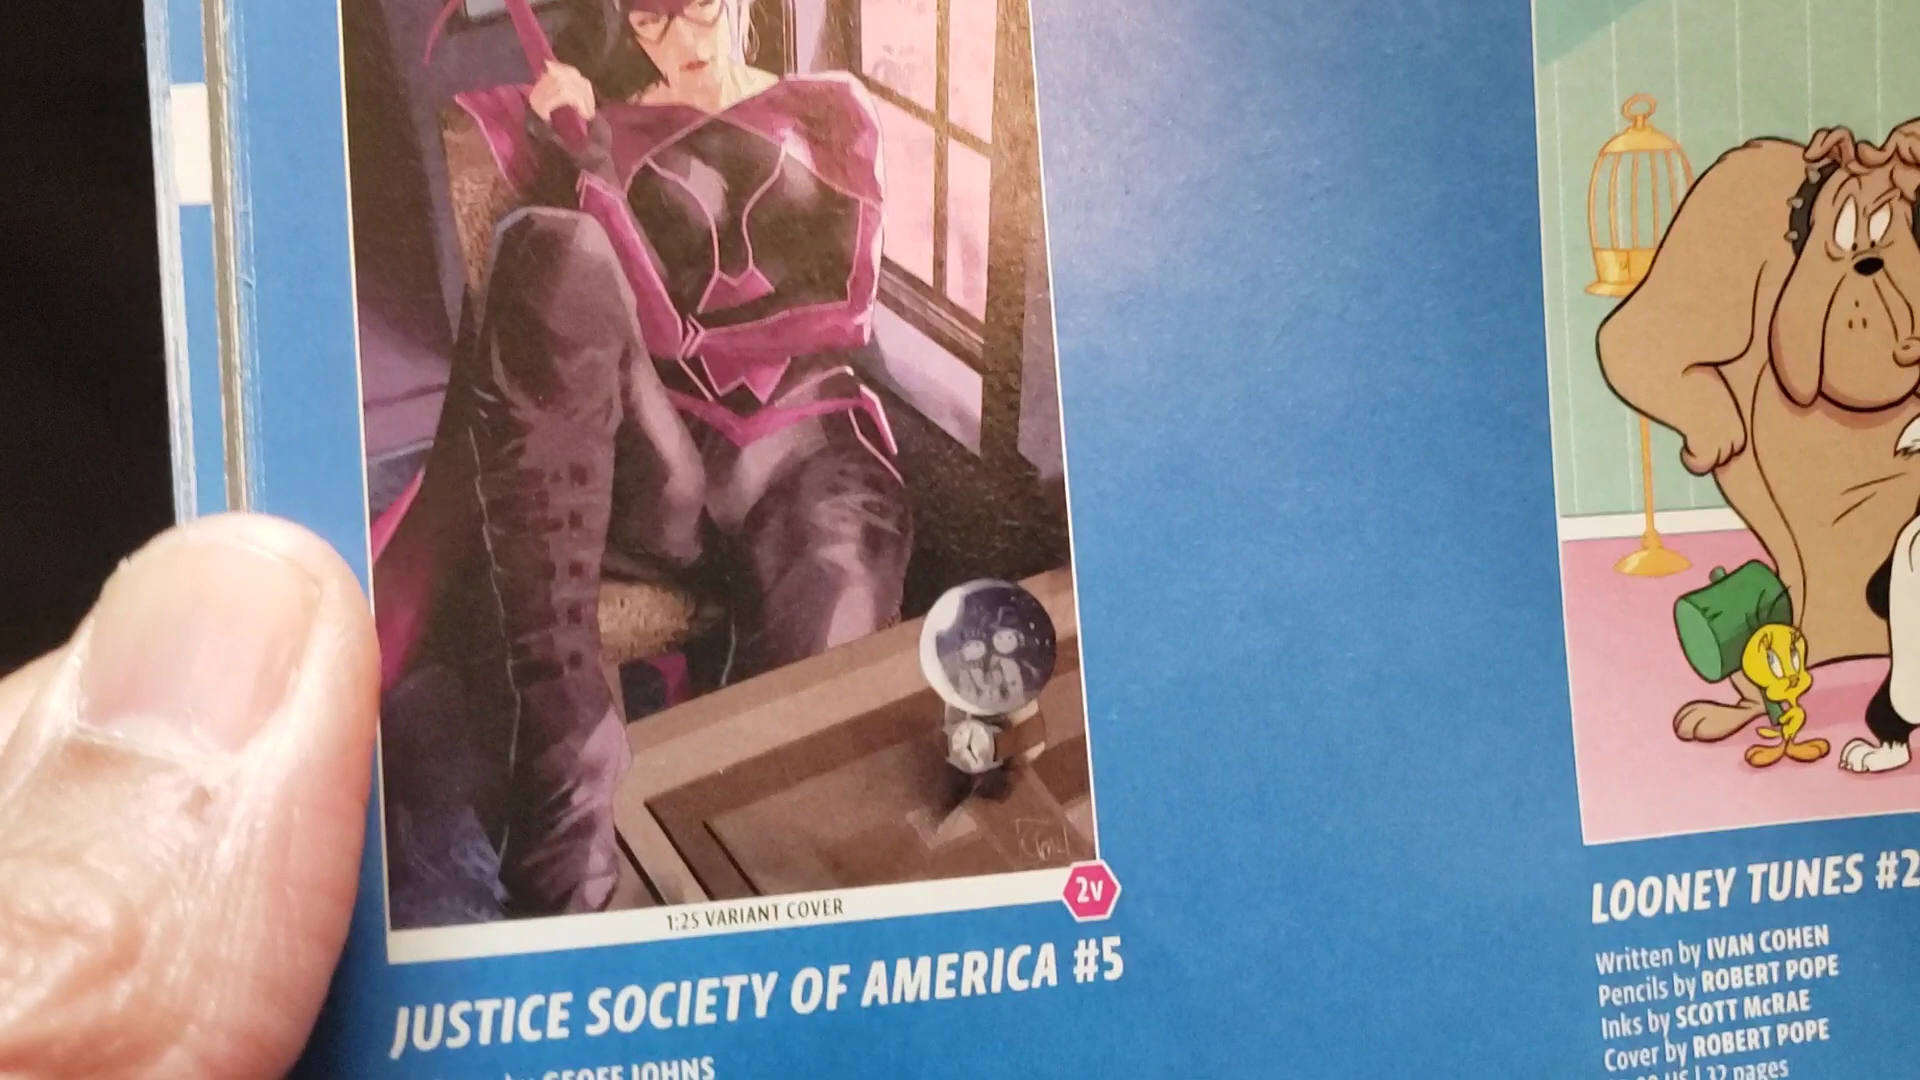 1:25 VARIANT COVER
2v
JUSTICE SOCIETY OF AMERICA #5
GEOFF JOHNS
LOONEY TUNES #2
Written by IVAN COHEN
Pencils by ROBERT POPE
Inks by SCOTT McRAE
Cover by ROBERT POPE
US | 32 pages